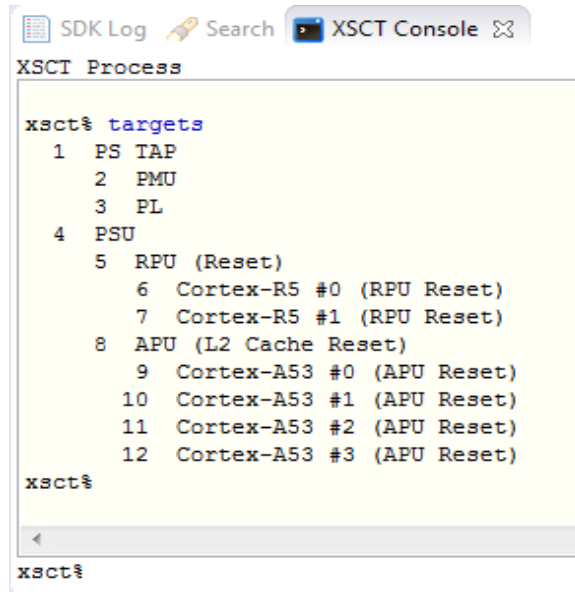 SDK Log Search XSCT Console
XSCT Process
xsct% targets
1 PS TAP
2 PMU
3 PL
4 PSU
5 RPU (Reset)
6 Cortex-R5 #0 (RPU Reset)
7 Cortex-R5 #1 (RPU Reset)
8 APU (L2 Cache Reset)
9 Cortex-A53 #0 (APU Reset)
10 Cortex-A53 #1 (APU Reset)
11 Cortex-A53 #2 (APU Reset)
12 Cortex-A53 #3 (APU Reset)
xsct%
xsct%